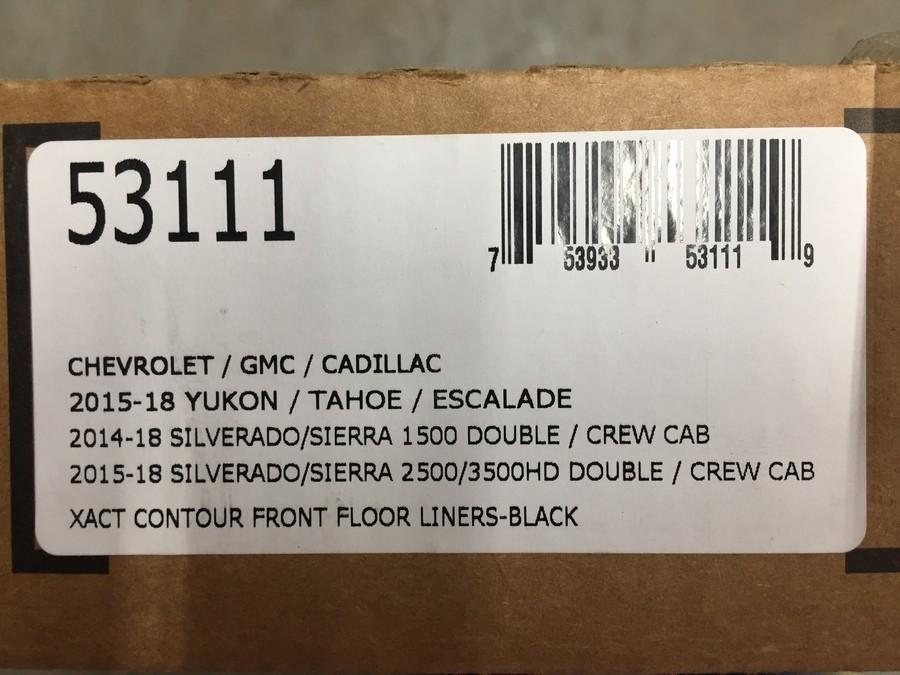 53111
7 53933 53111 9
CHEVROLET / GMC / CADILLAC
2015-18 YUKON / TAHOE / ESCALADE
2014-18 SILVERADO/SIERRA 1500 DOUBLE / CREW CAB
2015-18 SILVERADO/SIERRA 2500/3500HD DOUBLE / CREW CAB
XACT CONTOUR FRONT FLOOR LINERS-BLACK